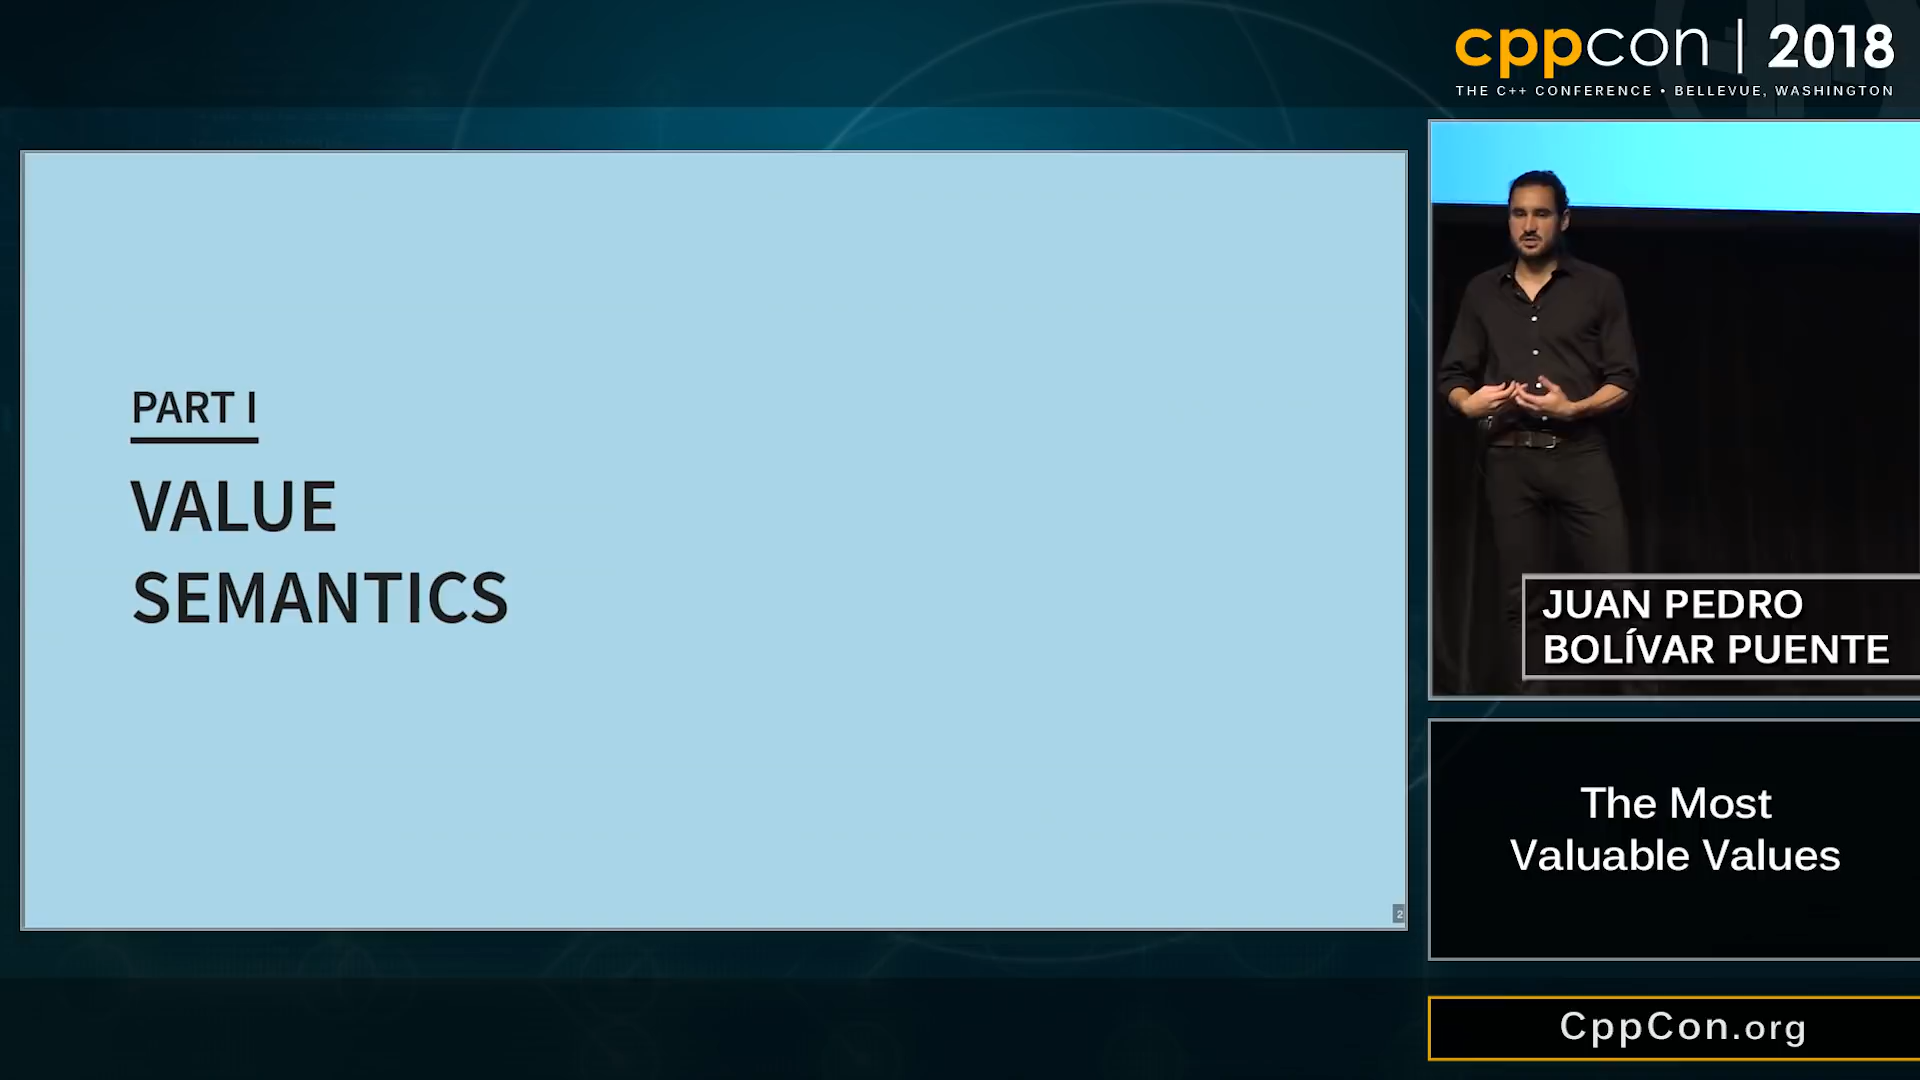 cppcon | 2018
THE C++ CONFERENCE • BELLEVUE, WASHINGTON
PART I
VALUE
SEMANTICS
2
JUAN PEDRO
BOLÍVAR PUENTE
The Most
Valuable Values
CppCon.org